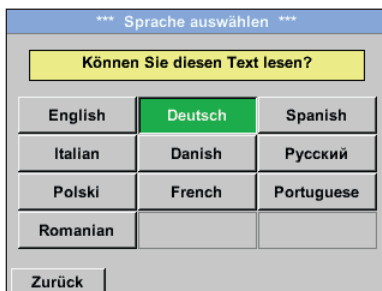 *** Sprache auswählen ***
Können Sie diesen Text lesen?
English Deutsch Spanish
Italian Danish Русский
Polski French Portuguese
Romanian
Zurück